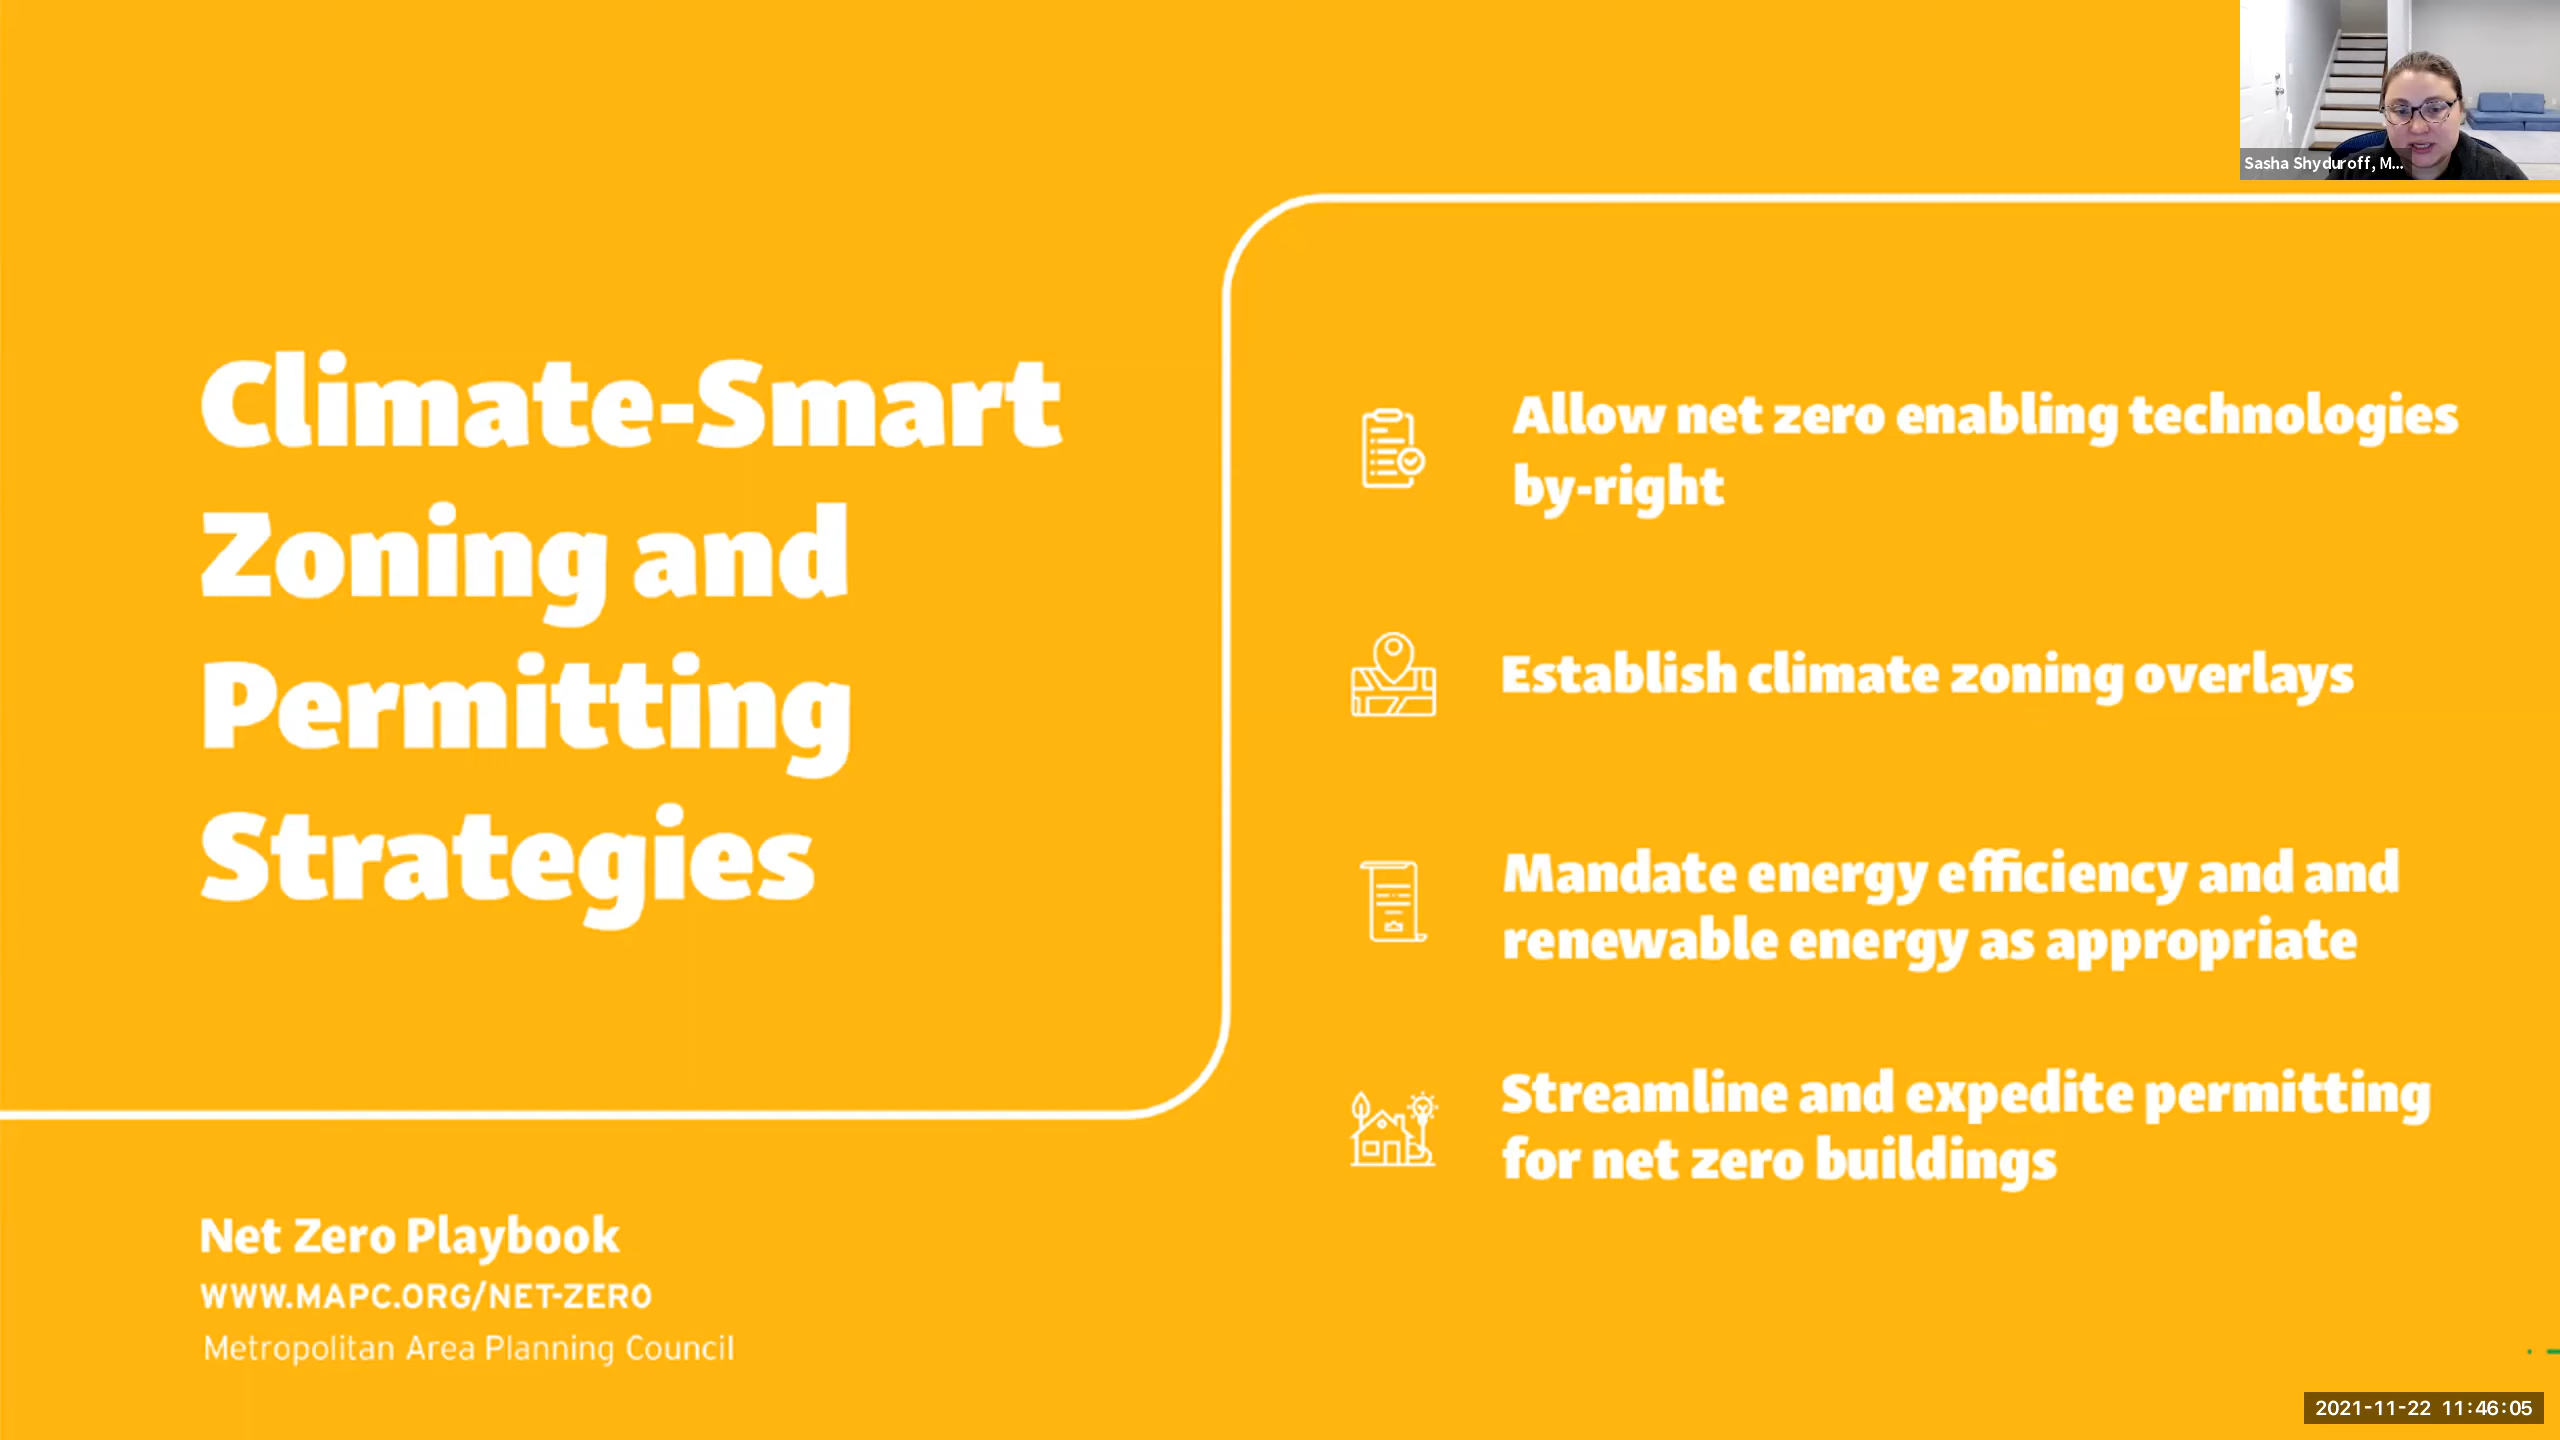 Sasha Shyduroff, M...
Climate-Smart
Zoning and
Permitting
Strategies
Allow net zero enabling technologies
by-right
Establish climate zoning overlays
Mandate energy efficiency and and
renewable energy as appropriate
Streamline and expedite permitting
for net zero buildings
Net Zero Playbook
WWW.MAPC.ORG/NET-ZERO
Metropolitan Area Planning Council
2021-11-22 11:46:05